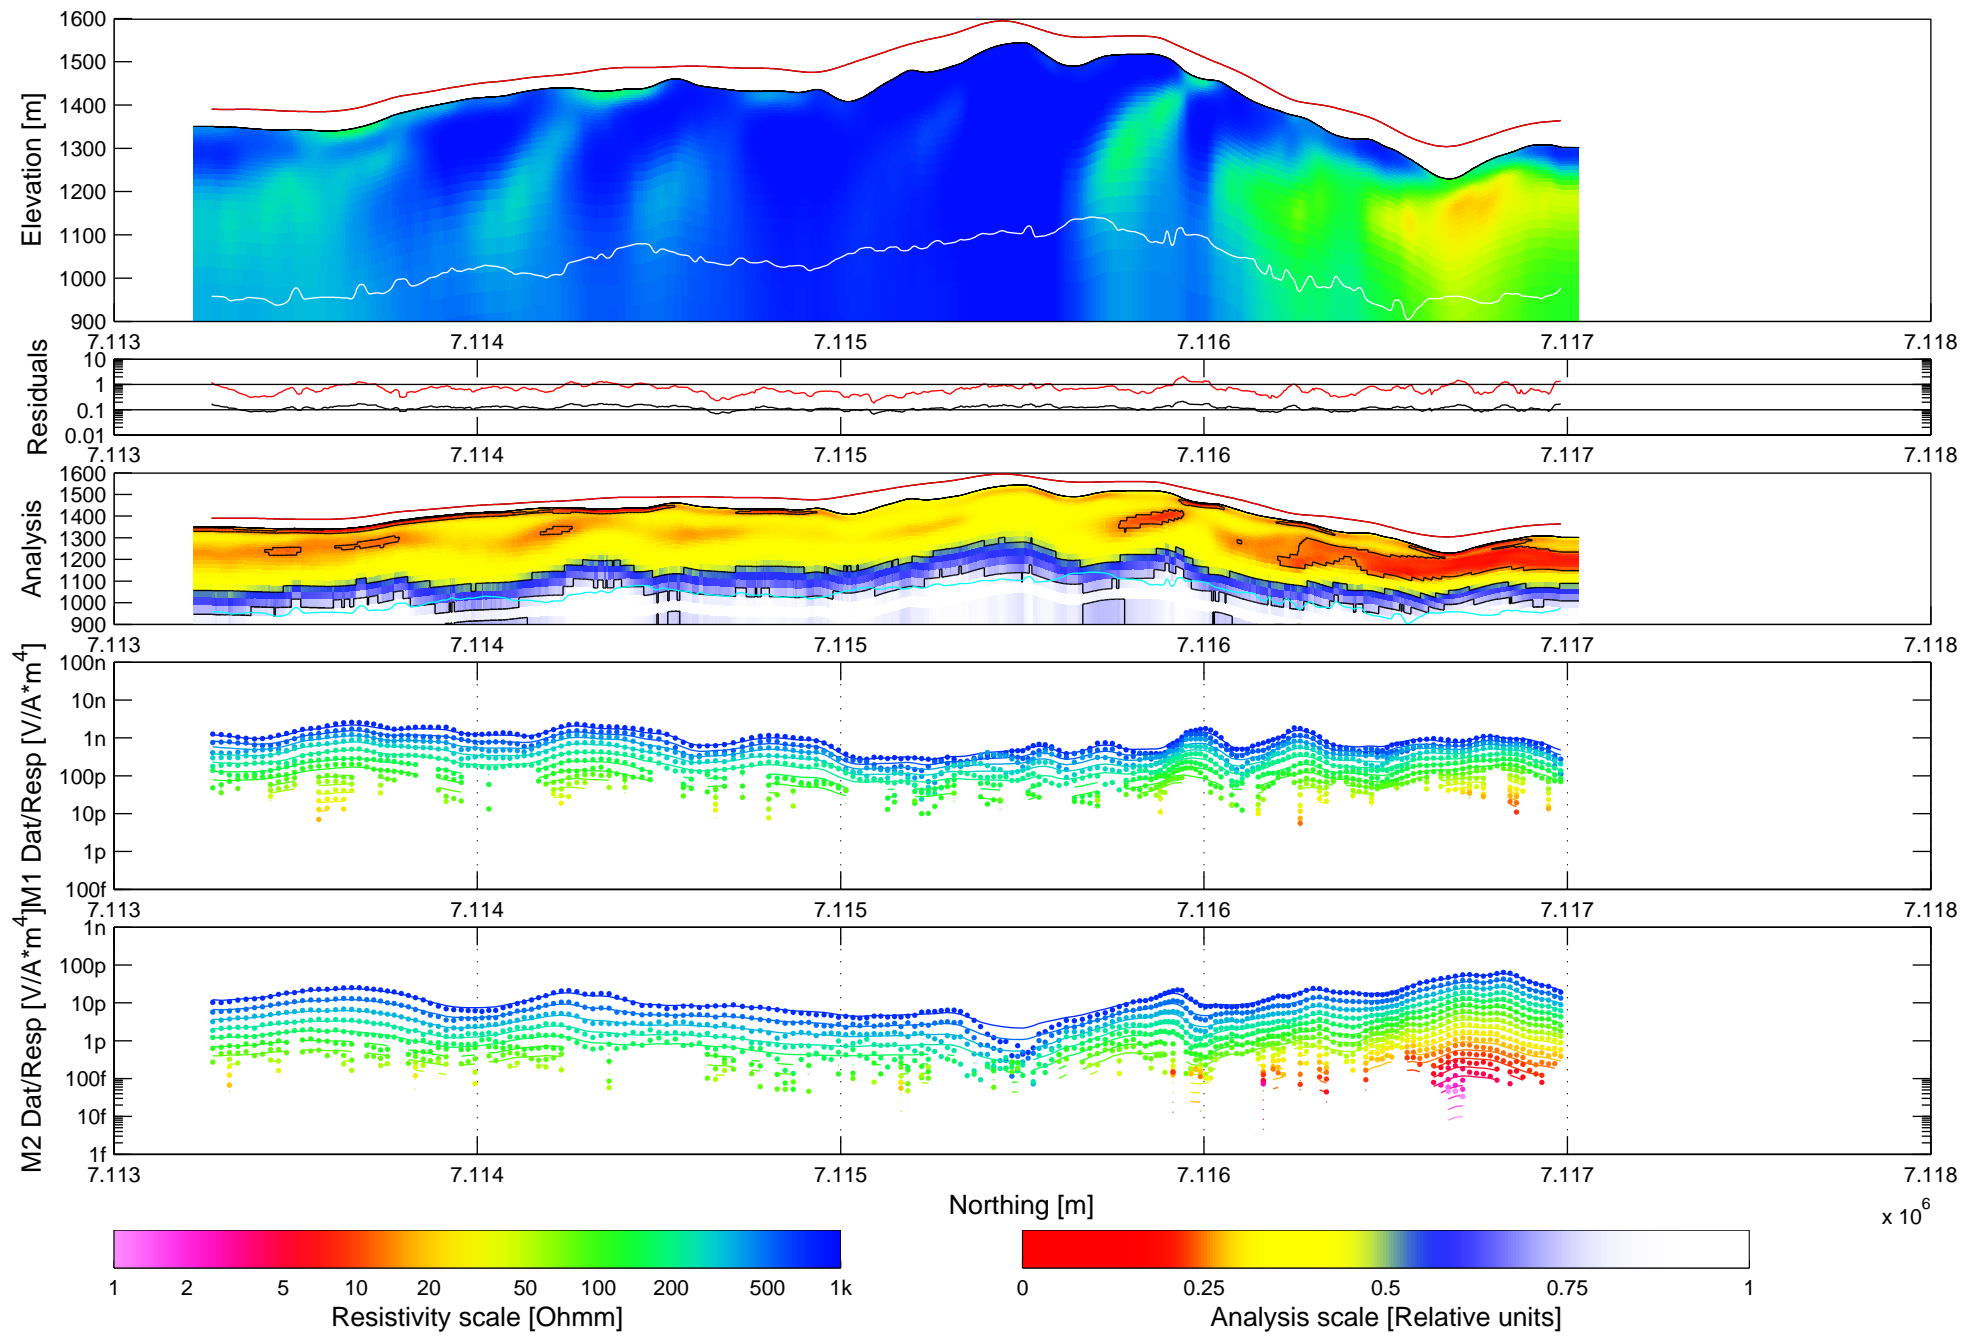 1600
1500
1400
1300
1200
1100
1000
900
Elevation [m]
7.113 7.114 7.115 7.116 7.117 7.118
10
1
0.1
0.01
Residuals
7.113 7.114 7.115 7.116 7.117 7.118
1600
1500
1400
1300
1200
1100
1000
900
Analysis
7.113 7.114 7.115 7.116 7.117 7.118
100n
10n
1n
100p
10p
1p
100f
M1 Dat/Resp [V/A*m^4]
7.113 7.114 7.115 7.116 7.117 7.118
1n
100p
10p
1p
100f
10f
1f
M2 Dat/Resp [V/A*m^4]
7.113 7.114 7.115 7.116 7.117 7.118
Northing [m]
x 10^6
1 2 5 10 20 50 100 200 500 1k
Resistivity scale [Ohmm]
0 0.25 0.5 0.75 1
Analysis scale [Relative units]